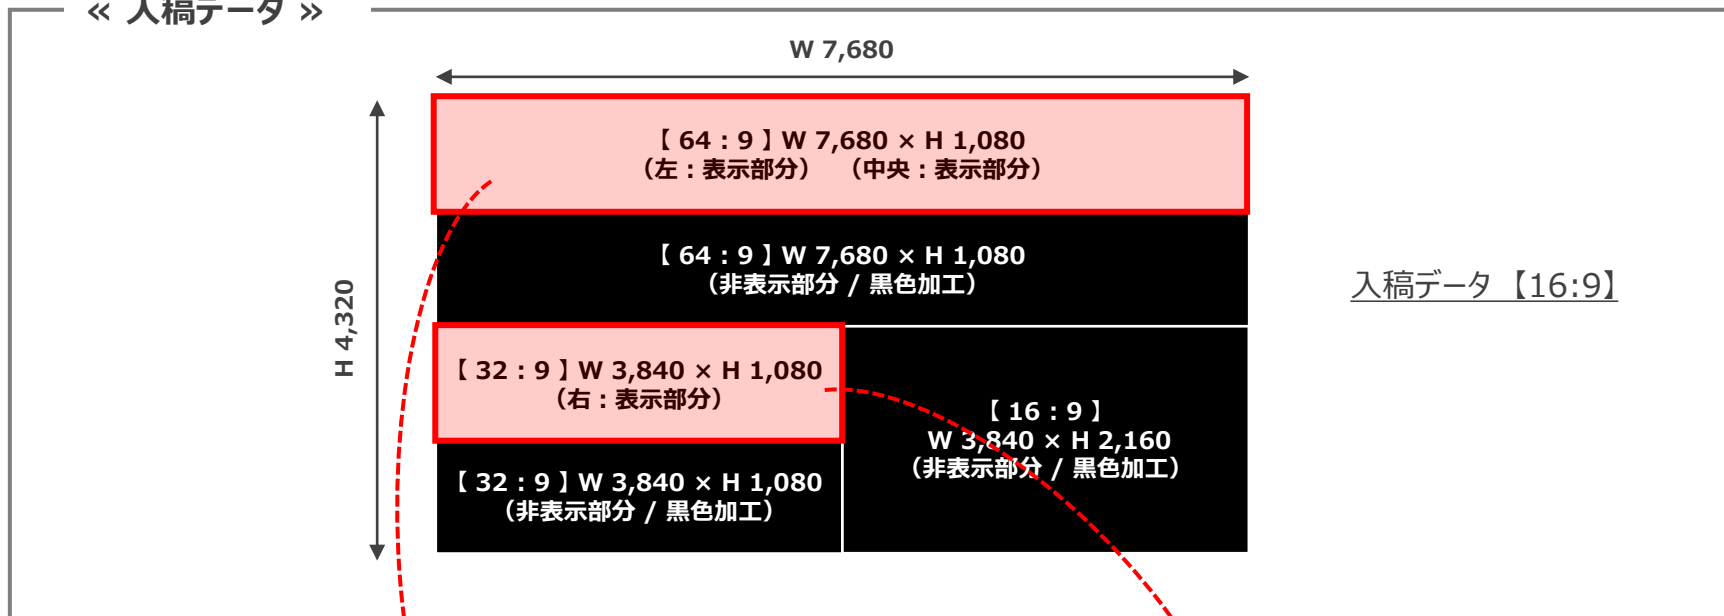 « 入稿データ »
W 7,680
H 4,320
【 64 : 9 】W 7,680 × H 1,080
（左：表示部分）　（中央：表示部分）
【 64 : 9 】W 7,680 × H 1,080
（非表示部分 / 黒色加工）
入稿データ【16:9】
【 32 : 9 】W 3,840 × H 1,080
（右：表示部分）
【 16 : 9 】
W 3,840 × H 2,160
（非表示部分 / 黒色加工）
【 32 : 9 】W 3,840 × H 1,080
（非表示部分 / 黒色加工）